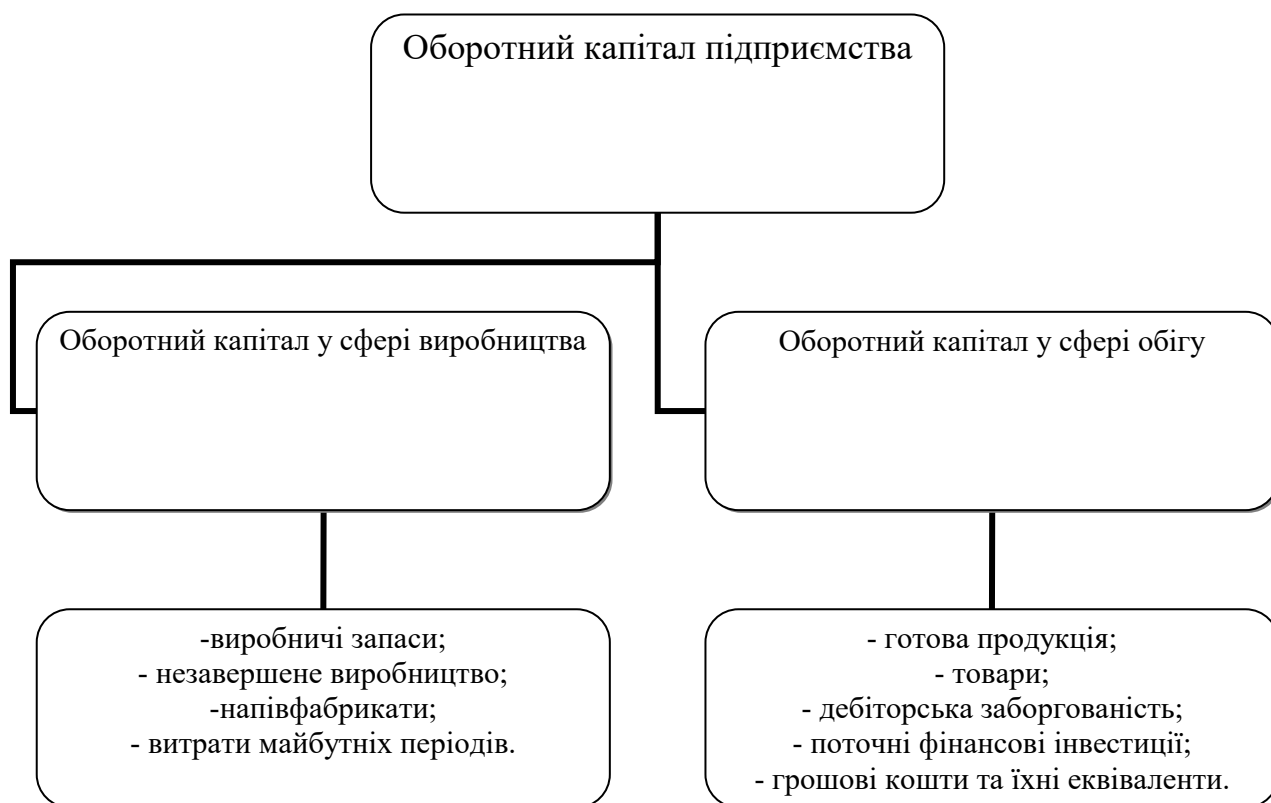 Оборотний капітал підприємства
Оборотний капітал у сфері виробництва
Оборотний капітал у сфері обігу
-виробничі запаси;
- незавершене виробництво;
-напівфабрикати;
- витрати майбутніх періодів.
- готова продукція;
- товари;
- дебіторська заборгованість;
- поточні фінансові інвестиції;
- грошові кошти та їхні еквіваленти.